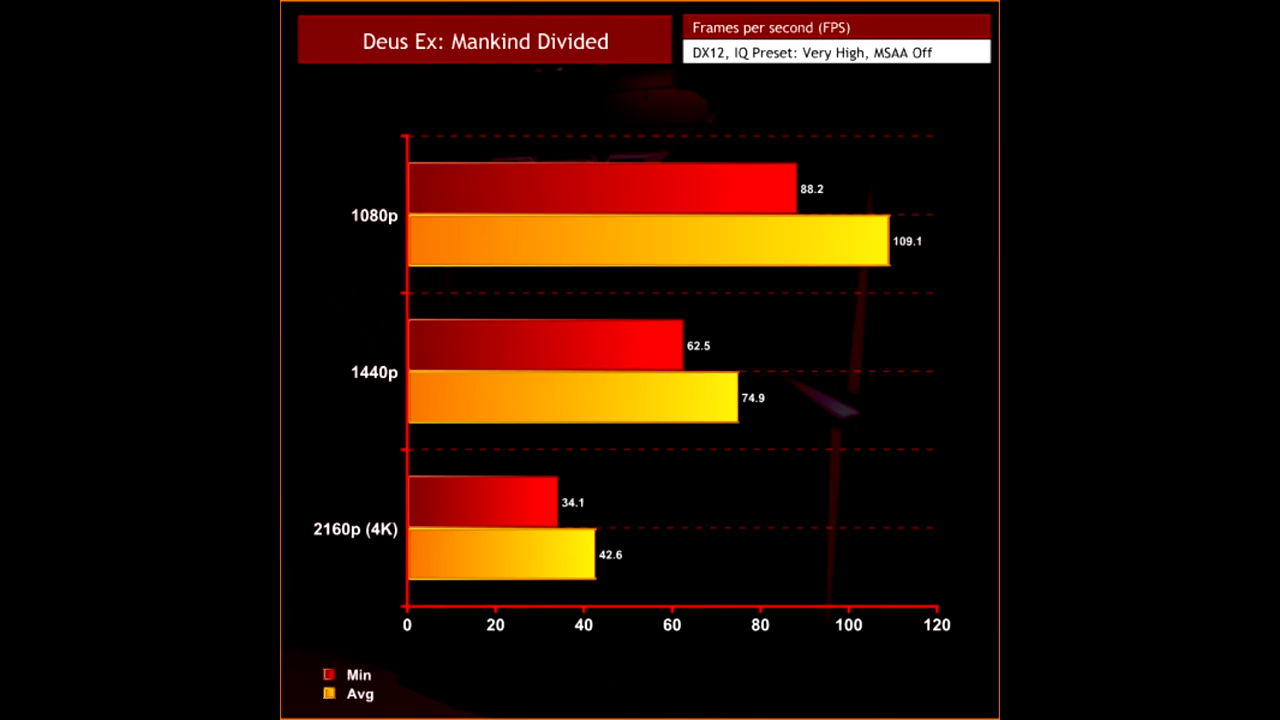 Deus Ex: Mankind Divided
Frames per second (FPS)
DX12, IQ Preset: Very High, MSAA Off
88.2
1080p
109.1
62.5
1440p
74.9
34.1
2160p (4K)
42.6
0 20 40 60 80 100 120
Min
Avg